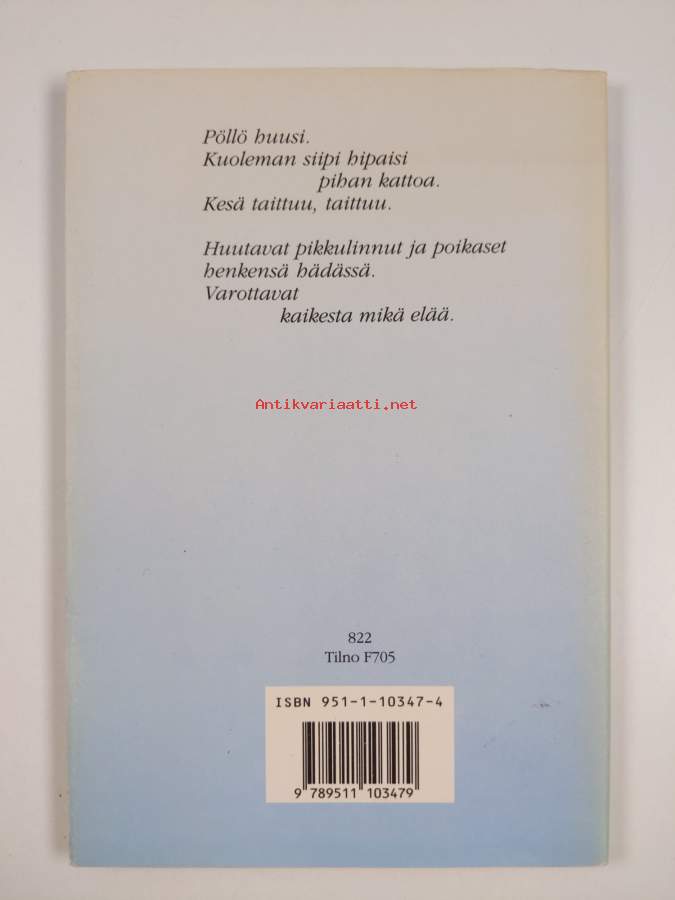 Pöllö huusi.
Kuoleman siipi hipaisi
pihan kattoa.
Kesä taittuu, taittuu.
Huutavat pikkulinnut ja poikaset
henkensä hädässä.
Varottavat
kaikesta mikä elää.
Antikvariaatti.net
822
Tilno F705
ISBN 951-1-10347-4
9 789511 103479